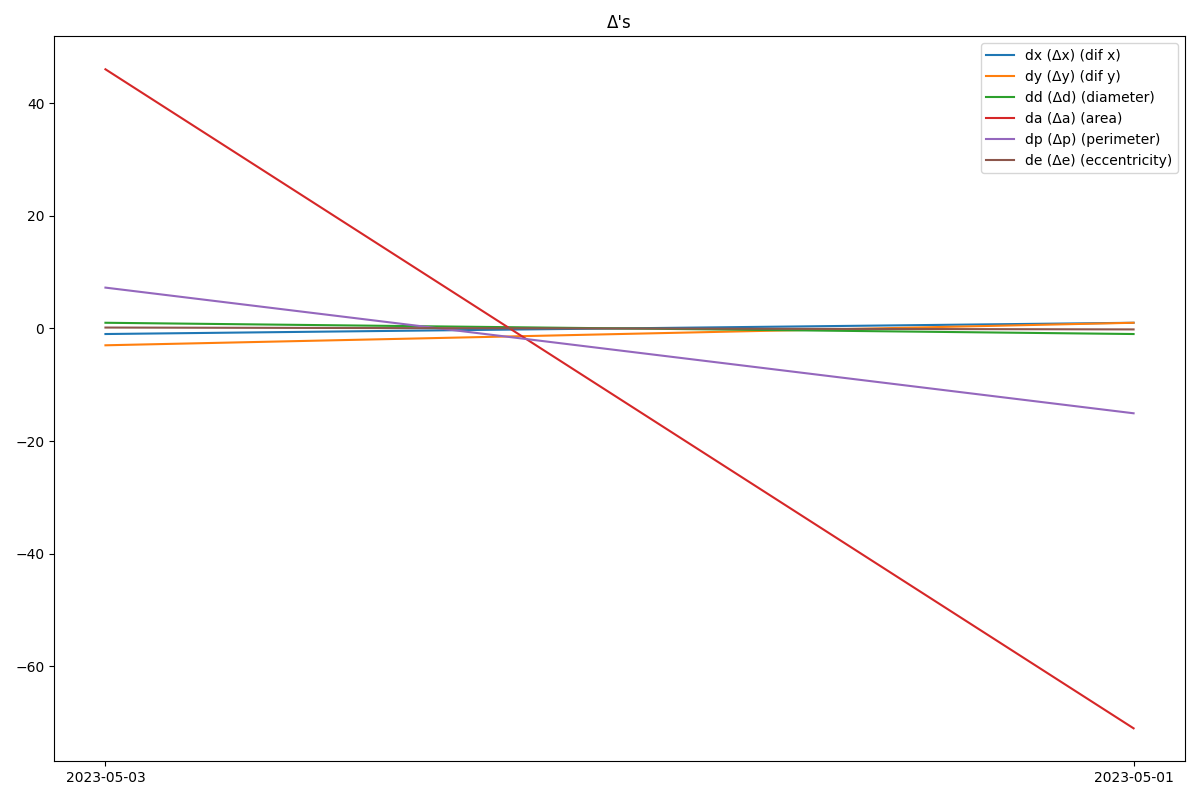 Δ's
dx (Δx) (dif x)
dy (Δy) (dif y)
dd (Δd) (diameter)
da (Δa) (area)
dp (Δp) (perimeter)
de (Δe) (eccentricity)
40
20
0
−20
−40
−60
2023-05-03
2023-05-01